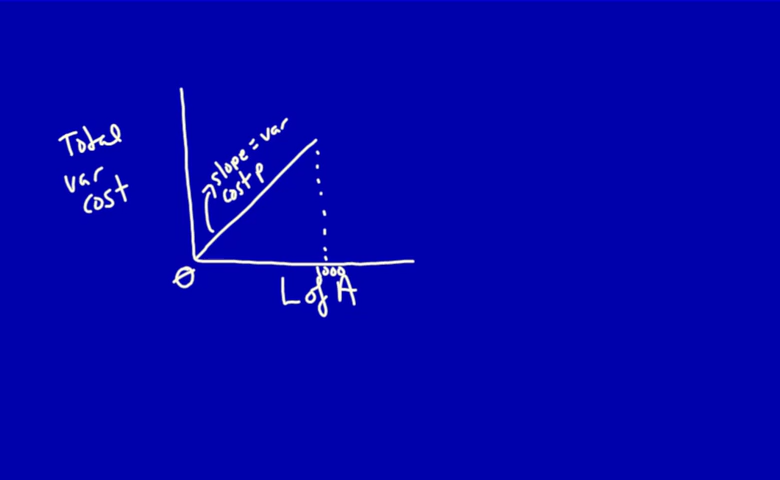 Total
var
cost
slope = var
cost p
0
1000
L of A